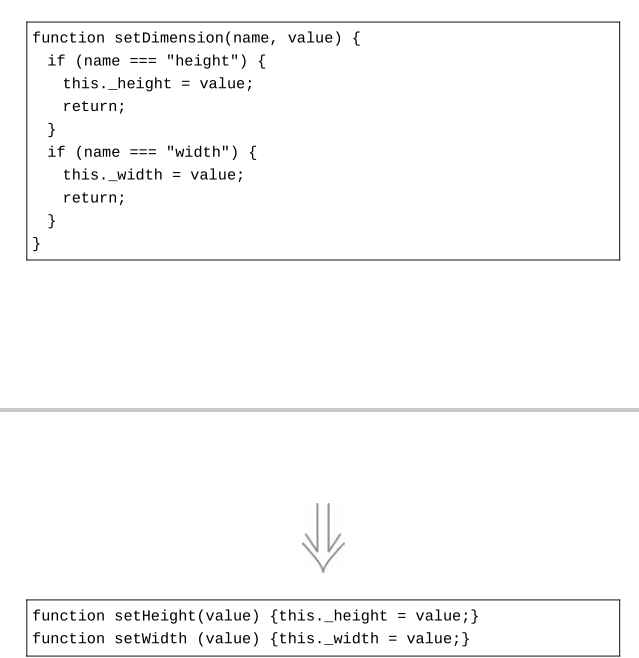 function setDimension(name, value) {
  if (name === "height") {
    this._height = value;
    return;
  }
  if (name === "width") {
    this._width = value;
    return;
  }
}
function setHeight(value) {this._height = value;}
function setWidth (value) {this._width = value;}